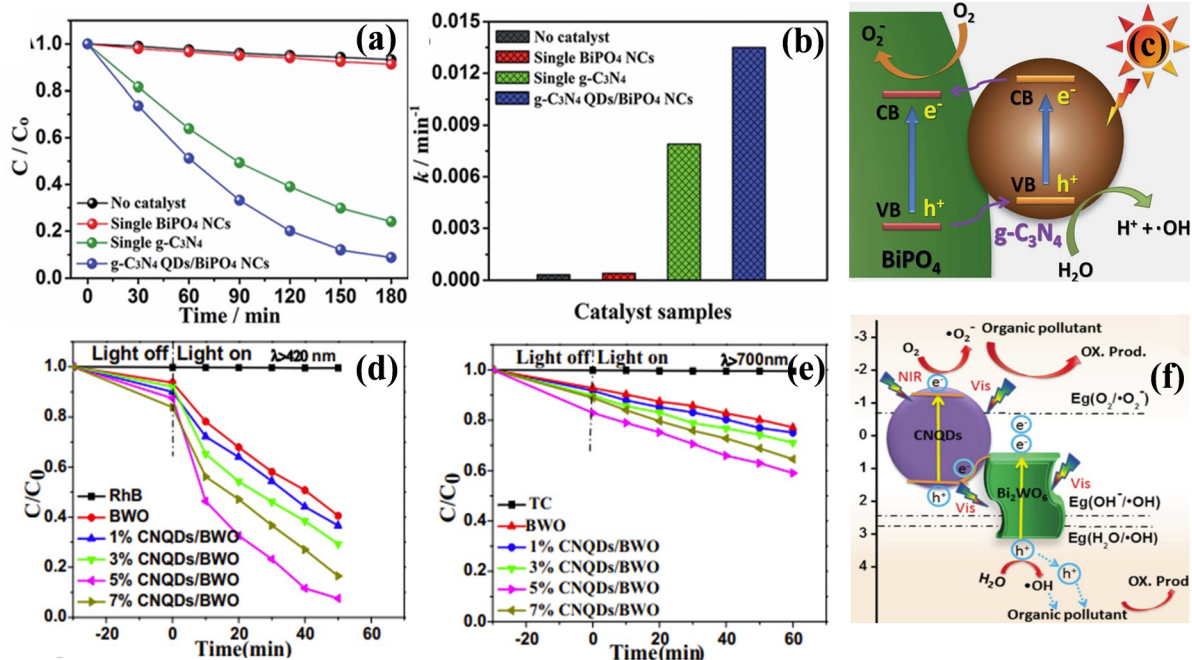 (a)
1.0
0.8
0.6
0.4
0.2
0.0
C / Co
No catalyst
Single BiPO₄ NCs
Single g-C₃N₄
g-C₃N₄ QDs/BiPO₄ NCs
0 30 60 90 120 150 180
Time / min
(b)
0.015
0.012
0.009
0.006
0.003
0.000
k / min⁻¹
No catalyst
Single BiPO₄ NCs
Single g-C₃N₄
g-C₃N₄ QDs/BiPO₄ NCs
Catalyst samples
(c)
O₂
O₂⁻
CB e⁻
CB e⁻
VB h⁺
VB h⁺
g-C₃N₄
BiPO₄
H⁺ + ·OH
H₂O
(d)
Light off Light on λ>420 nm
1.0
0.8
0.6
0.4
0.2
0.0
C/C₀
RhB
BWO
1% CNQDs/BWO
3% CNQDs/BWO
5% CNQDs/BWO
7% CNQDs/BWO
-20 0 20 40 60
Time(min)
(e)
Light off Light on λ>700nm
1.0
0.8
0.6
0.4
0.2
0.0
C/C₀
TC
BWO
1% CNQDs/BWO
3% CNQDs/BWO
5% CNQDs/BWO
7% CNQDs/BWO
-20 0 20 40 60
Time(min)
(f)
-3
-2
-1
0
1
2
3
4
O₂
•O₂⁻
Organic pollutant
OX. Prod.
NIR
e⁻
Vis
Eg(O₂/•O₂⁻)
CNQDs
e⁻
e⁻
e⁻
h⁺
Vis
Bi₂WO₆
Vis
Eg(OH⁻/•OH)
Eg(H₂O/•OH)
h⁺
H₂O
•OH
h⁺
OX. Prod
Organic pollutant